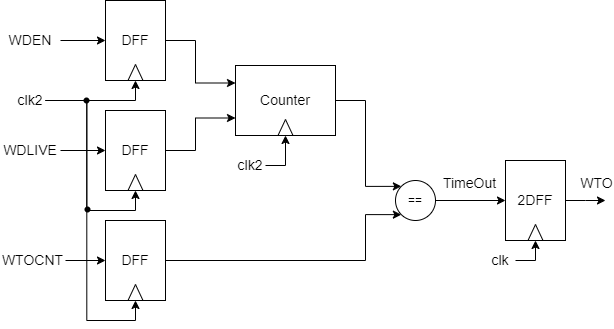 WDEN
DFF
clk2
Counter
WDLIVE
DFF
clk2
TimeOut
WTO
==
2DFF
WTOCNT
DFF
clk